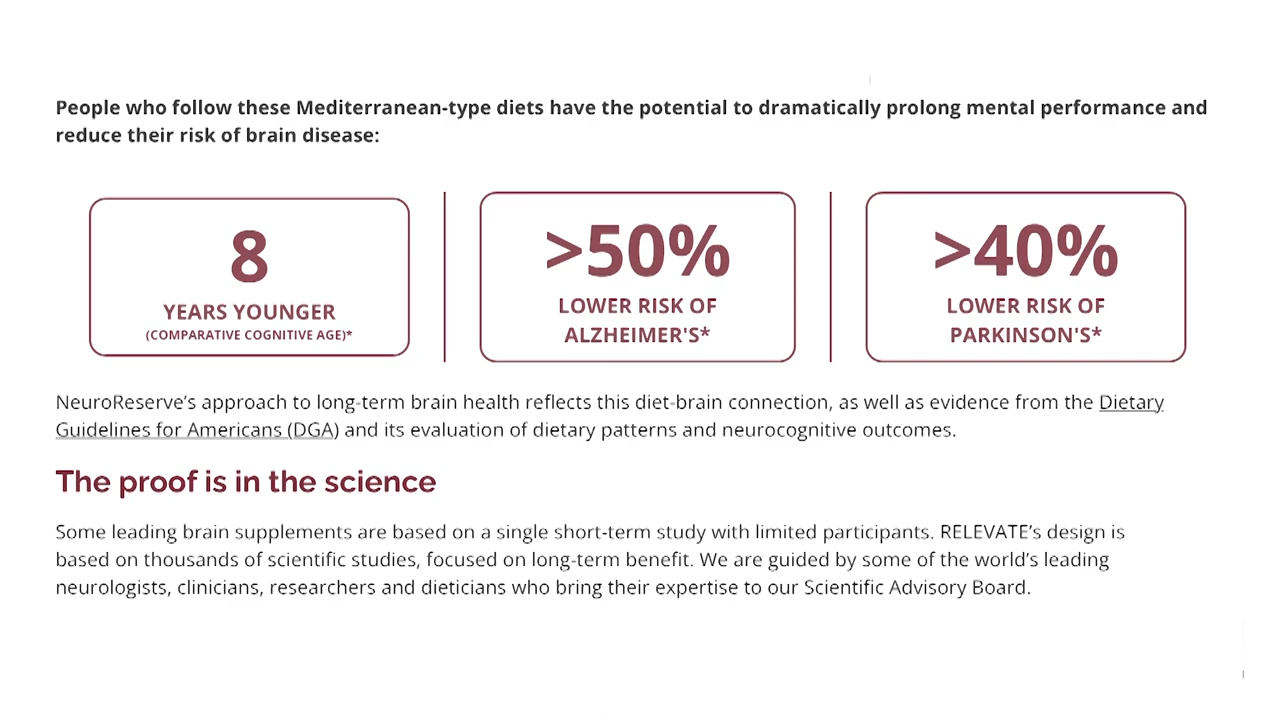 People who follow these Mediterranean-type diets have the potential to dramatically prolong mental performance and
reduce their risk of brain disease:
8
YEARS YOUNGER
(COMPARATIVE COGNITIVE AGE)*
>50%
LOWER RISK OF
ALZHEIMER'S*
>40%
LOWER RISK OF
PARKINSON'S*
NeuroReserve’s approach to long-term brain health reflects this diet-brain connection, as well as evidence from the Dietary
Guidelines for Americans (DGA) and its evaluation of dietary patterns and neurocognitive outcomes.
The proof is in the science
Some leading brain supplements are based on a single short-term study with limited participants. RELEVATE’s design is
based on thousands of scientific studies, focused on long-term benefit. We are guided by some of the world’s leading
neurologists, clinicians, researchers and dieticians who bring their expertise to our Scientific Advisory Board.